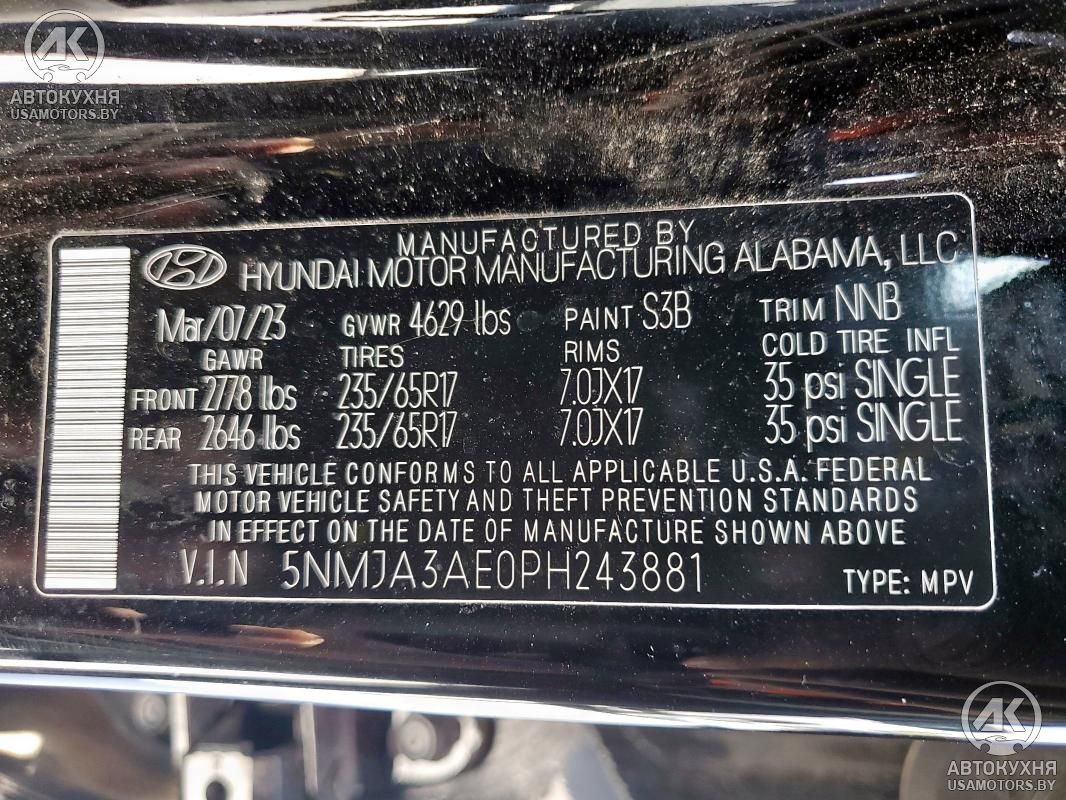 AK
АВТОКУХНЯ
USAMOTORS.BY
MANUFACTURED BY
HYUNDAI MOTOR MANUFACTURING ALABAMA, LLC
Mar/07/23 GVWR 4629 lbs PAINT S3B TRIM NNB
GAWR TIRES RIMS COLD TIRE INFL
FRONT 2778 lbs 235/65R17 7.0JX17 35 psi SINGLE
REAR 2646 lbs 235/65R17 7.0JX17 35 psi SINGLE
THIS VEHICLE CONFORMS TO ALL APPLICABLE U.S.A. FEDERAL
MOTOR VEHICLE SAFETY AND THEFT PREVENTION STANDARDS
IN EFFECT ON THE DATE OF MANUFACTURE SHOWN ABOVE
V.I.N 5NMJA3AE0PH243881 TYPE: MPV
AK
АВТОКУХНЯ
USAMOTORS.BY